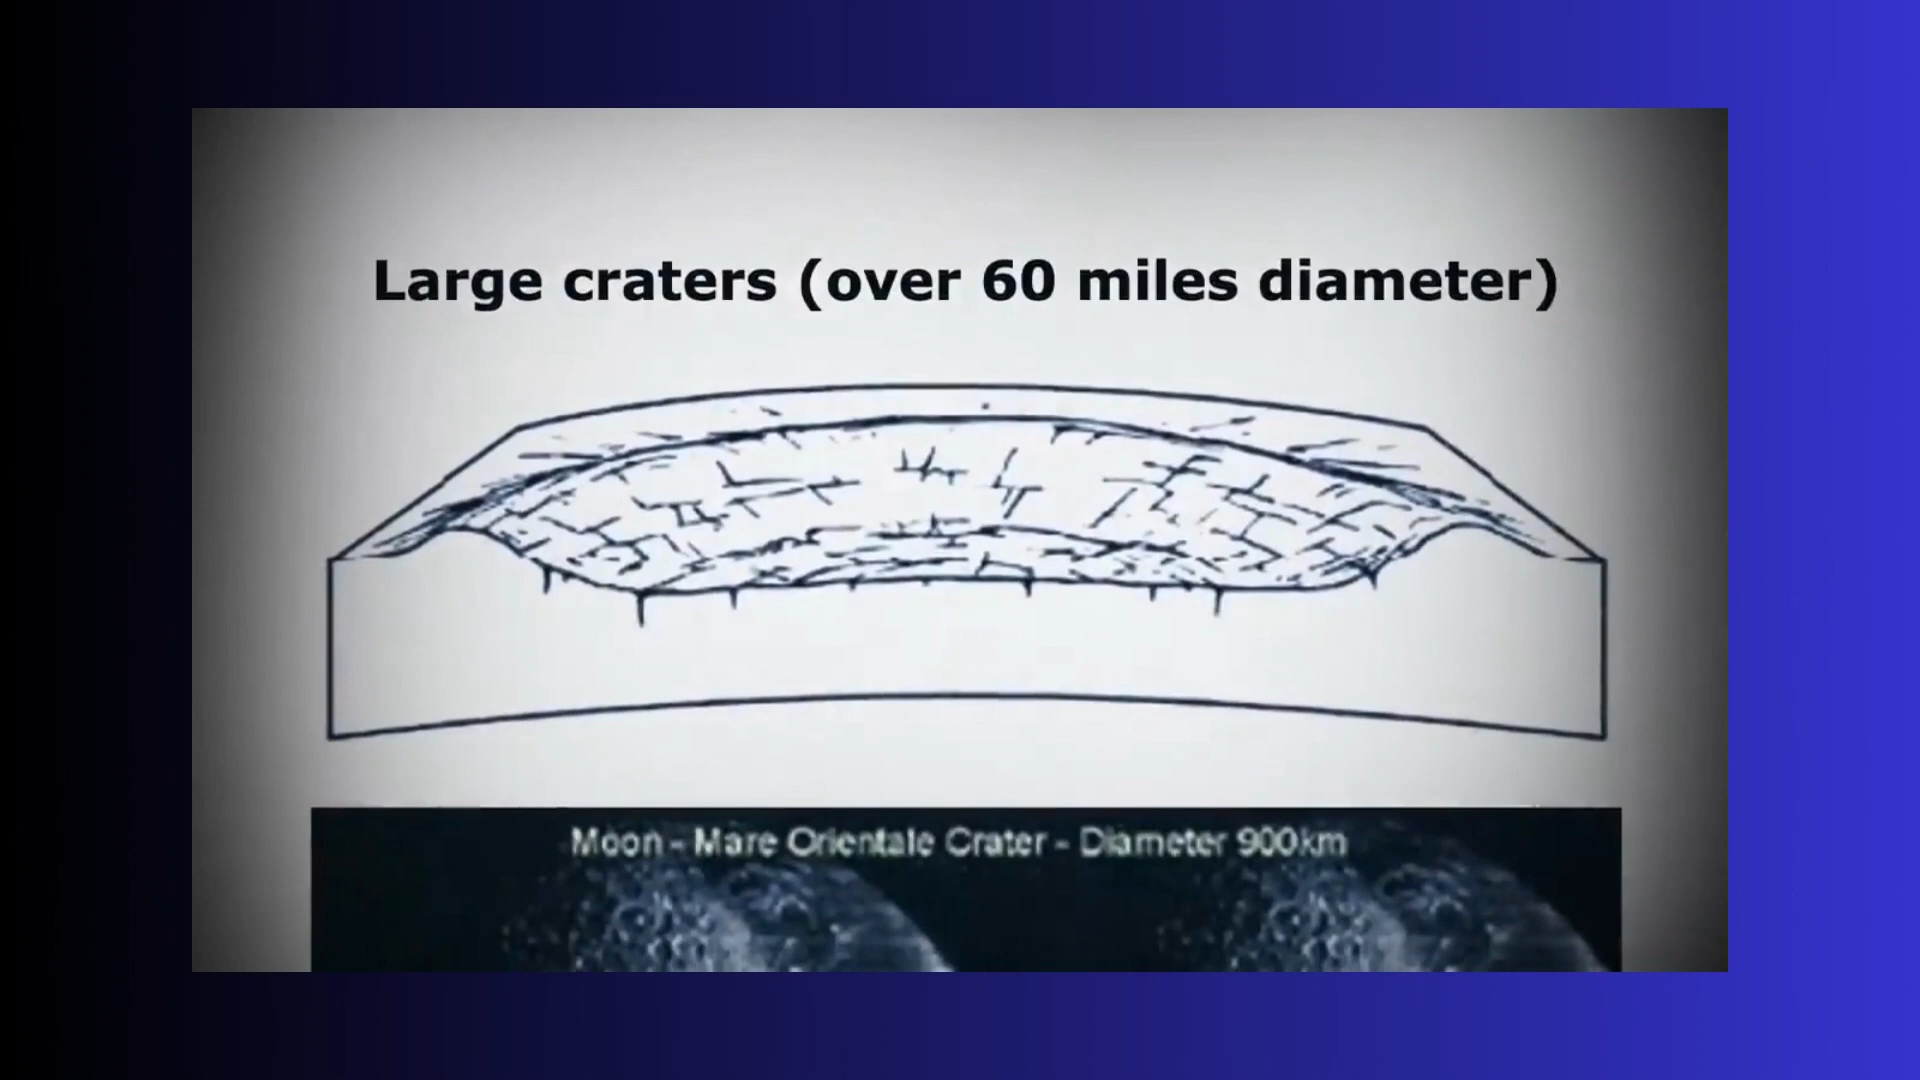 Large craters (over 60 miles diameter)
Moon - Mare Orientale Crater - Diameter 900km